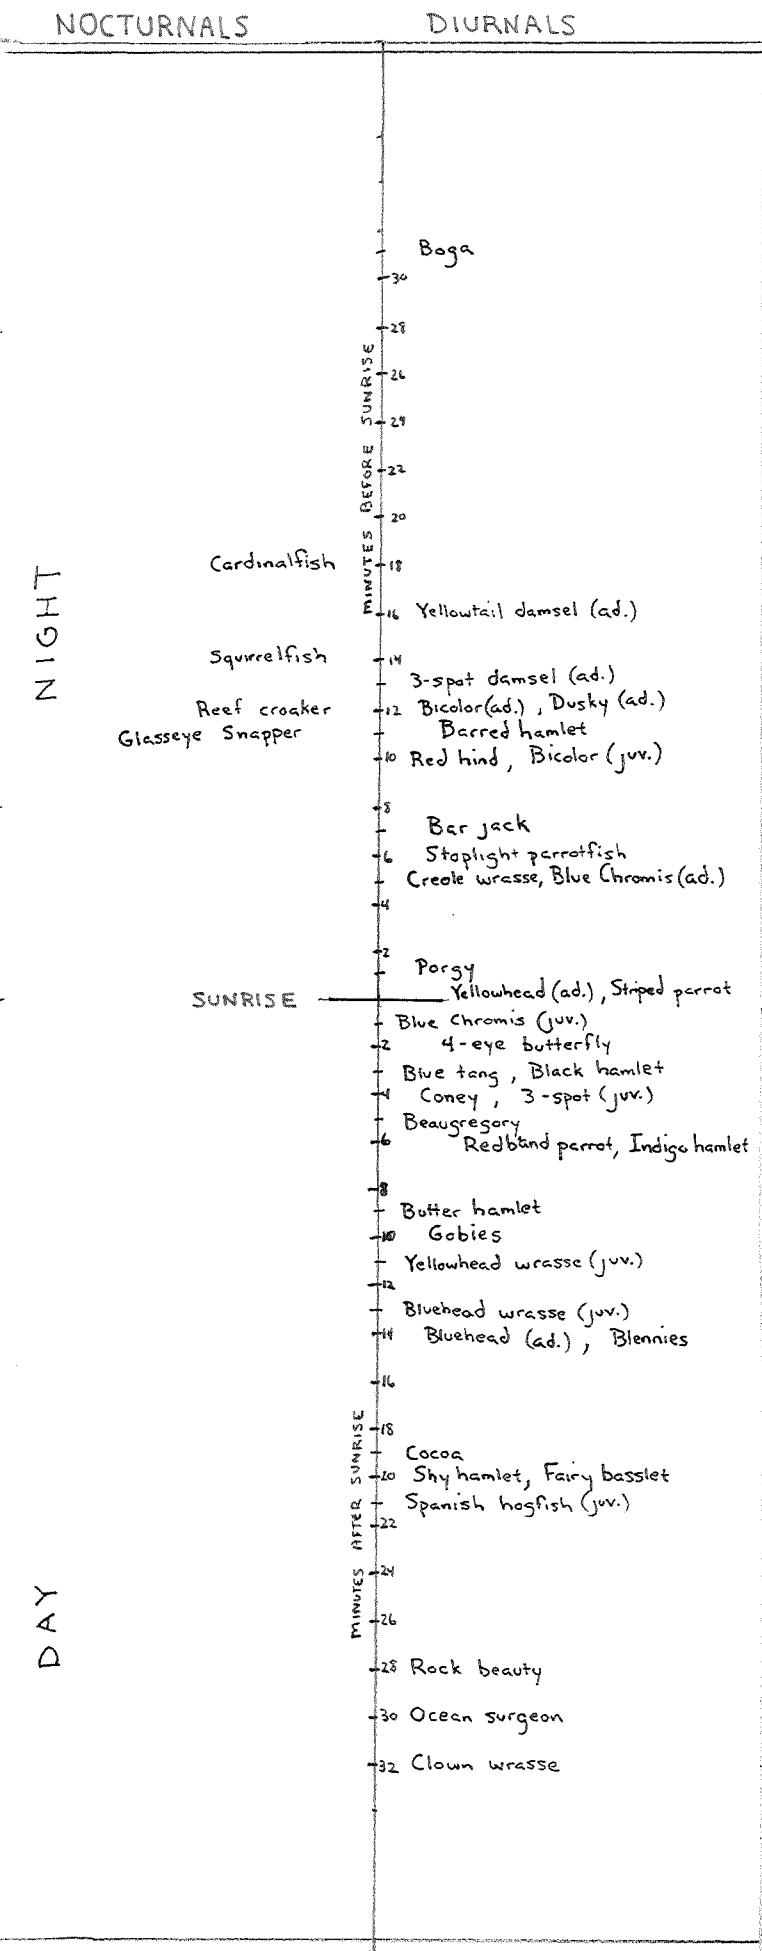 NOCTURNALS DIURNALS
Boga
30
28
26
24
22
20
MINUTES BEFORE SUNRISE
Cardinalfish 18
16 Yellowtail damsel (ad.)
NIGHT
Squirrelfish 14
3-spot damsel (ad.)
Reef croaker 12 Bicolor (ad.), Dusky (ad.)
Glasseye Snapper Barred hamlet
10 Red hind, Bicolor (juv.)
8
Bar jack
6 Stoplight parrotfish
Creole wrasse, Blue Chromis (ad.)
4
2
Porgy
Yellowhead (ad.), Striped parrot
SUNRISE
Blue Chromis (juv.)
2 4-eye butterfly
Blue tang, Black hamlet
4 Coney, 3-spot (juv.)
Beaugregory
6 Redband parrot, Indigo hamlet
8
Butter hamlet
10 Gobies
Yellowhead wrasse (juv.)
12
Bluehead wrasse (juv.)
14 Bluehead (ad.), Blennies
16
18
MINUTES AFTER SUNRISE
Cocoa
20 Shy hamlet, Fairy basslet
Spanish hogfish (juv.)
22
24
26
DAY
28 Rock beauty
30 Ocean surgeon
32 Clown wrasse